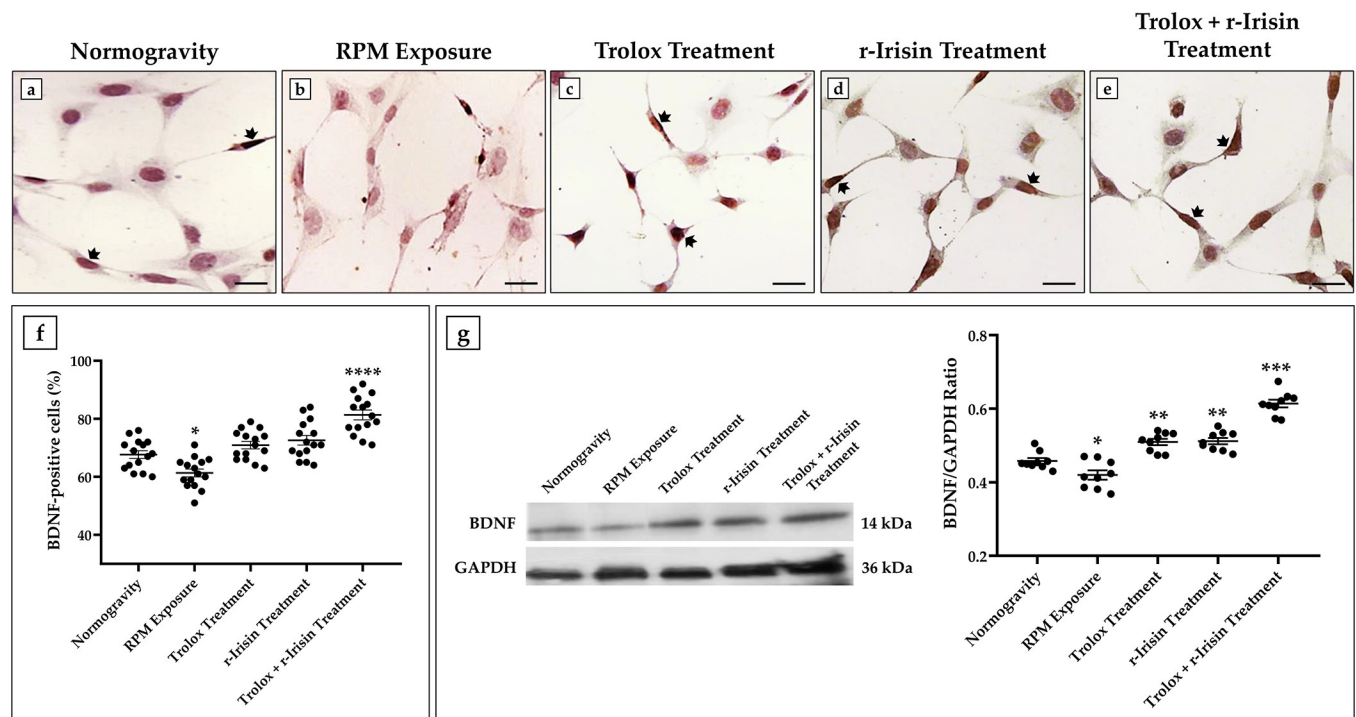 Normogravity
RPM Exposure
Trolox Treatment
r-Irisin Treatment
Trolox + r-Irisin
Treatment
a
b
c
d
e
f
BDNF-positive cells (%)
100
80
60
40
*
****
Normogravity
RPM Exposure
Trolox Treatment
r-Irisin Treatment
Trolox + r-Irisin Treatment
g
Normogravity
RPM Exposure
Trolox Treatment
r-Irisin Treatment
Trolox + r-Irisin
Treatment
BDNF
14 kDa
GAPDH
36 kDa
BDNF/GAPDH Ratio
0.8
0.6
0.4
0.2
*
**
**
***
Normogravity
RPM Exposure
Trolox Treatment
r-Irisin Treatment
Trolox + r-Irisin Treatment